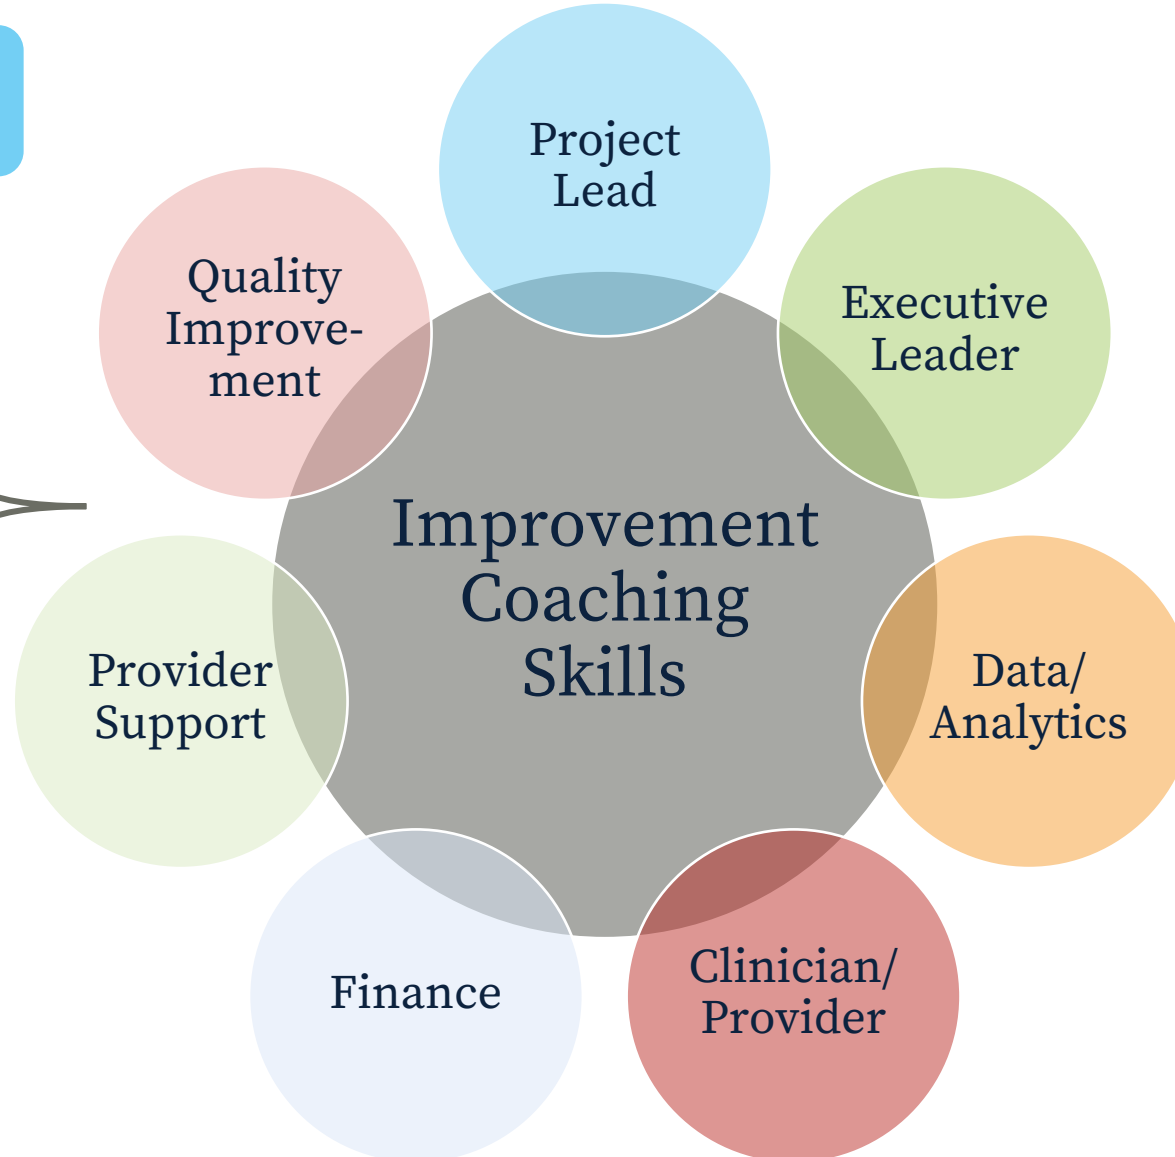 Project
Lead
Executive
Leader
Quality
Improve-
ment
Improvement
Coaching
Skills
Provider
Support
Data/
Analytics
Finance
Clinician/
Provider